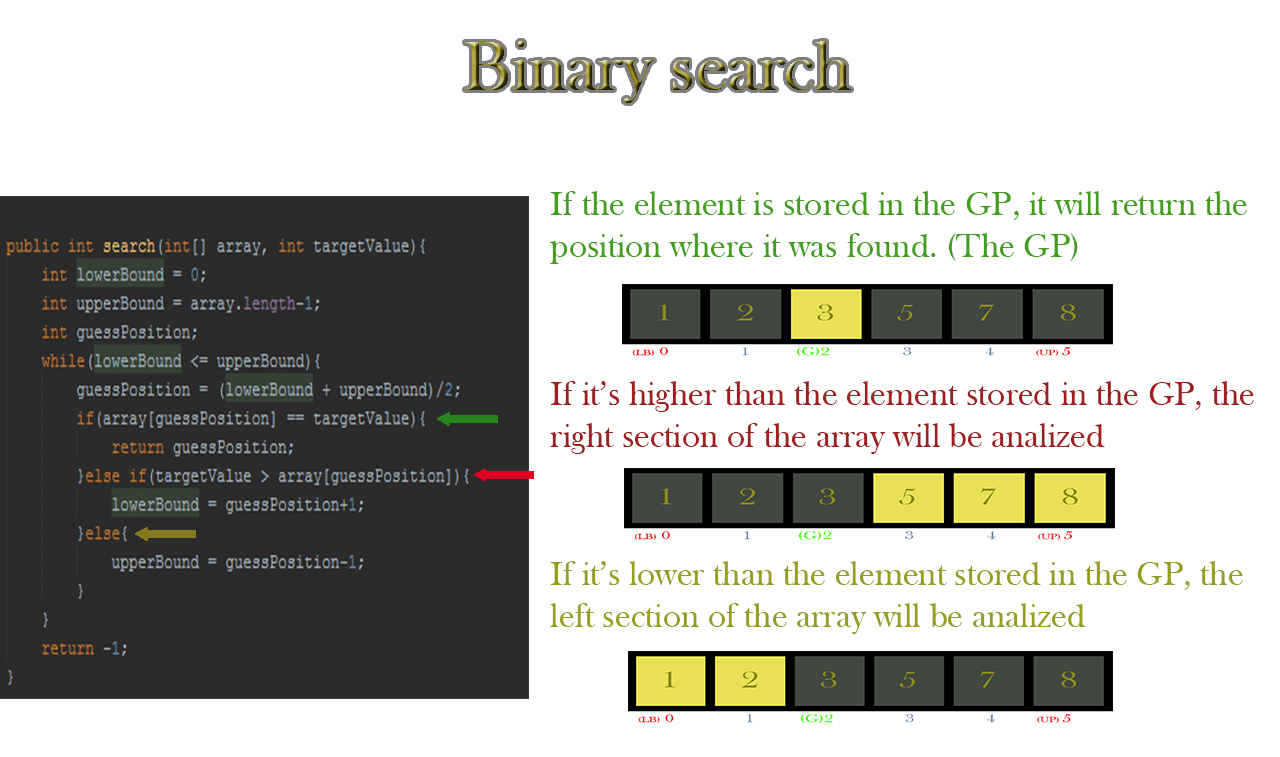 Binary search
public int search(int[] array, int targetValue){
int lowerBound = 0;
int upperBound = array.length-1;
int guessPosition;
while(lowerBound <= upperBound){
guessPosition = (lowerBound + upperBound)/2;
if(array[guessPosition] == targetValue){
return guessPosition;
}else if(targetValue > array[guessPosition]){
lowerBound = guessPosition+1;
}else{
upperBound = guessPosition-1;
}
}
return -1;
}
If the element is stored in the GP, it will return the
position where it was found. (The GP)
1 2 3 5 7 8
(LB) 0 1 (G)2 3 4 (UP) 5
If it's higher than the element stored in the GP, the
right section of the array will be analized
1 2 3 5 7 8
(LB) 0 1 (G)2 3 4 (UP) 5
If it's lower than the element stored in the GP, the
left section of the array will be analized
1 2 3 5 7 8
(LB) 0 1 (G)2 3 4 (UP) 5